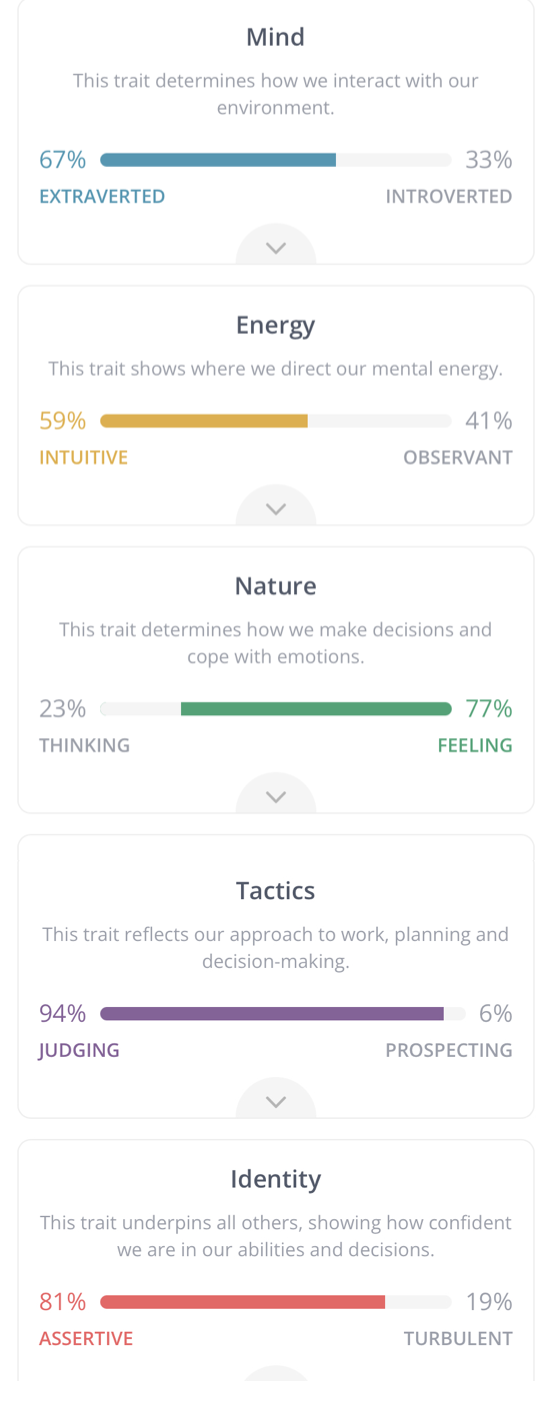 Mind
This trait determines how we interact with our
environment.
67% 33%
EXTRAVERTED INTROVERTED
Energy
This trait shows where we direct our mental energy.
59% 41%
INTUITIVE OBSERVANT
Nature
This trait determines how we make decisions and
cope with emotions.
23% 77%
THINKING FEELING
Tactics
This trait reflects our approach to work, planning and
decision-making.
94% 6%
JUDGING PROSPECTING
Identity
This trait underpins all others, showing how confident
we are in our abilities and decisions.
81% 19%
ASSERTIVE TURBULENT